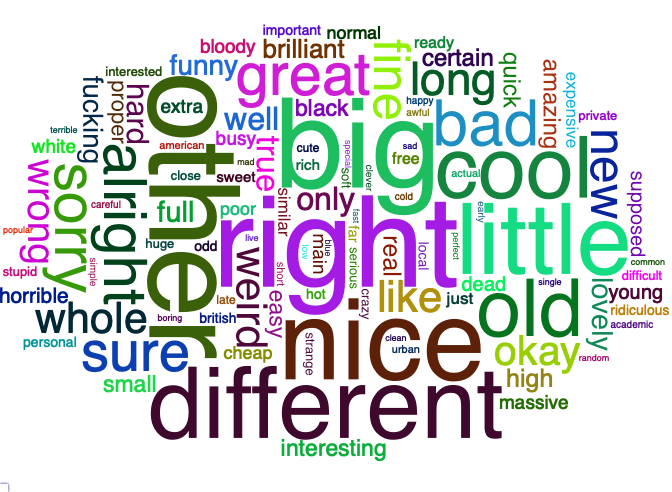 important normal
bloody brilliant fine ready
funny great certain quick
interested long amazing expensive
fucking proper hard other extra happy awful private
terrible well black big bad new
white american busy cute rich special sad free cool actual
wrong sorry careful alright close sweet mad true soft clever cold supposed
popular full poor similar only right fast early little common
stupid simple huge odd live weird main blue low far serious real local perfect difficult
horrible whole boring late british short easy hot crazy like just dead single old lovely young
personal sure cheap strange nice clean urban okay ridiculous academic
small high random
different massive
interesting